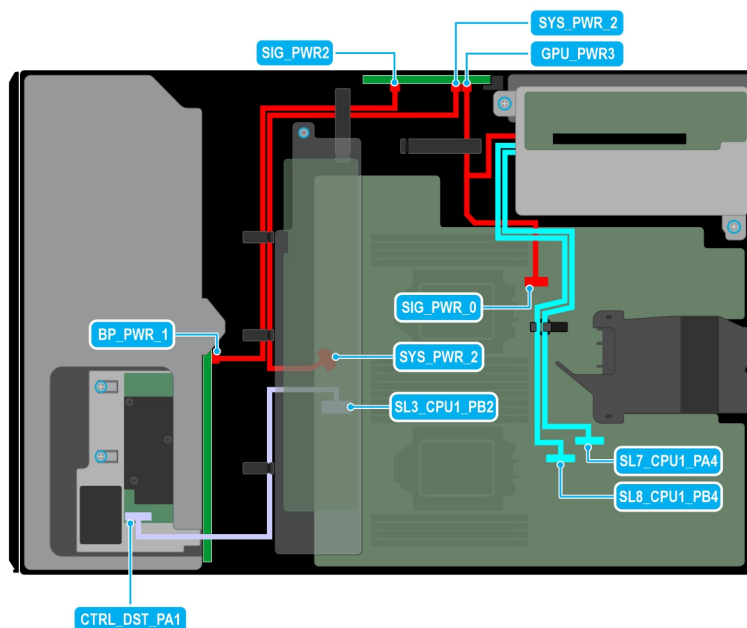 SYS_PWR_2
SIG_PWR2
GPU_PWR3
SIG_PWR_0
BP_PWR_1
SYS_PWR_2
SL3_CPU1_PB2
SL7_CPU1_PA4
SL8_CPU1_PB4
CTRL_DST_PA1